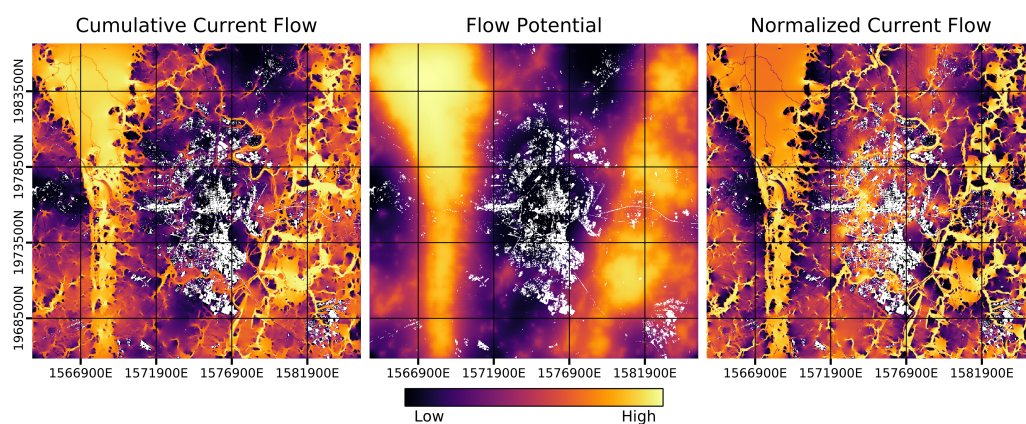 Cumulative Current Flow
Flow Potential
Normalized Current Flow
1983500N
1978500N
1973500N
1968500N
1566900E 1571900E 1576900E 1581900E
1566900E 1571900E 1576900E 1581900E
1566900E 1571900E 1576900E 1581900E
Low High